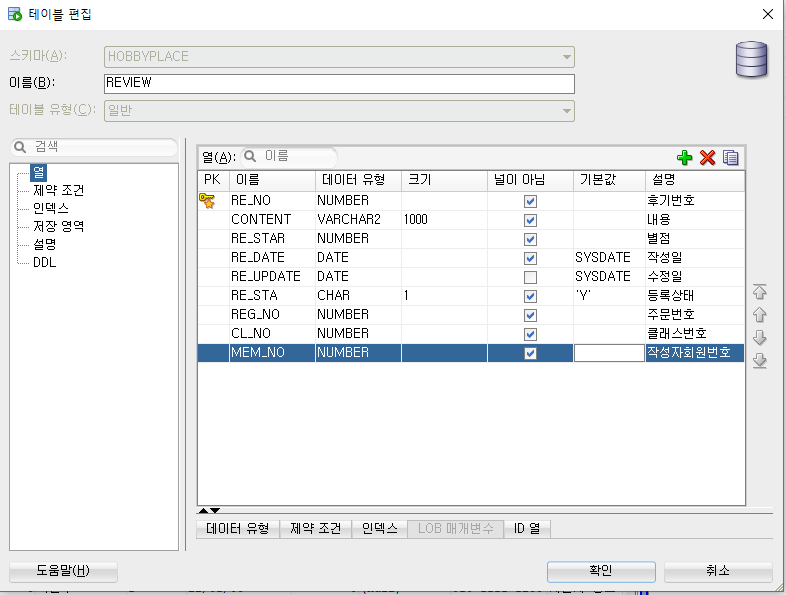 테이블 편집
스키마(A): HOBBYPLACE
이름(B): REVIEW
테이블 유형(C): 일반
검색
열
제약 조건
인덱스
저장 영역
설명
DDL
열(A): 이름
PK 이름 데이터 유형 크기 널이 아님 기본값 설명
RE_NO NUMBER 후기번호
CONTENT VARCHAR2 1000 내용
RE_STAR NUMBER 별점
RE_DATE DATE SYSDATE 작성일
RE_UPDATE DATE SYSDATE 수정일
RE_STA CHAR 1 'Y' 등록상태
REG_NO NUMBER 주문번호
CL_NO NUMBER 클래스번호
MEM_NO NUMBER 작성자회원번호
데이터 유형 제약 조건 인덱스 LOB 매개변수 ID 열
도움말(H) 확인 취소